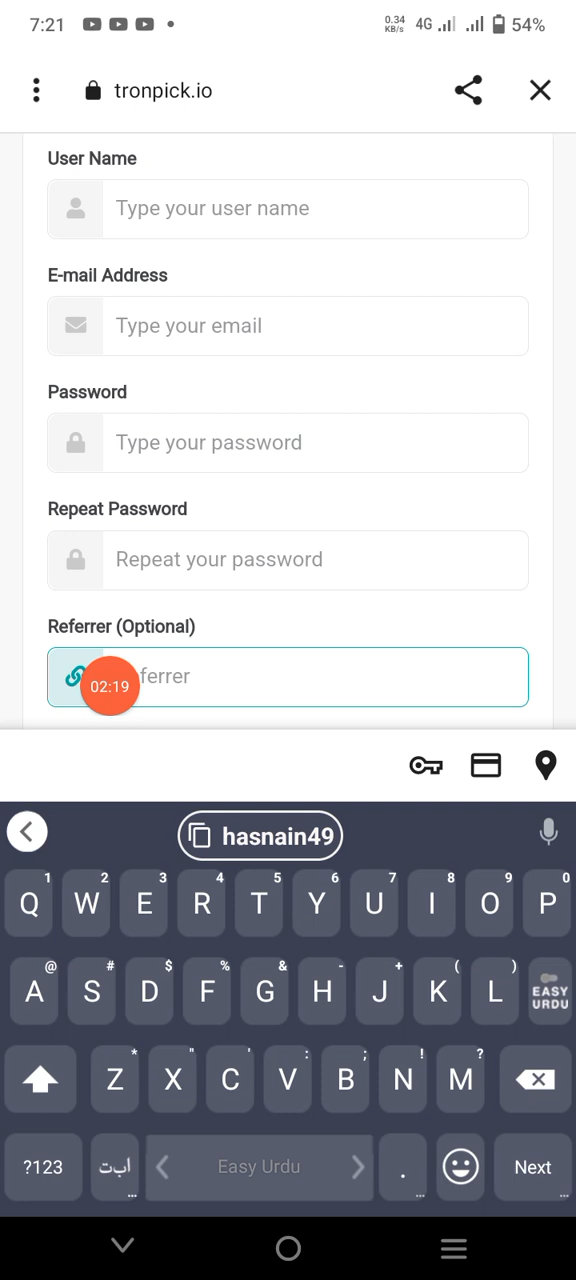 7:21 0.34 KB/s 4G 54%
tronpick.io
User Name
Type your user name
E-mail Address
Type your email
Password
Type your password
Repeat Password
Repeat your password
Referrer (Optional)
02:19 ferrer
hasnain49
1 2 3 4 5 6 7 8 9 0
Q W E R T Y U I O P
@ # $ % & - + ( )
A S D F G H J K L EASY URDU
* " ' : ; ! ?
Z X C V B N M
?123 ابت Easy Urdu . Next